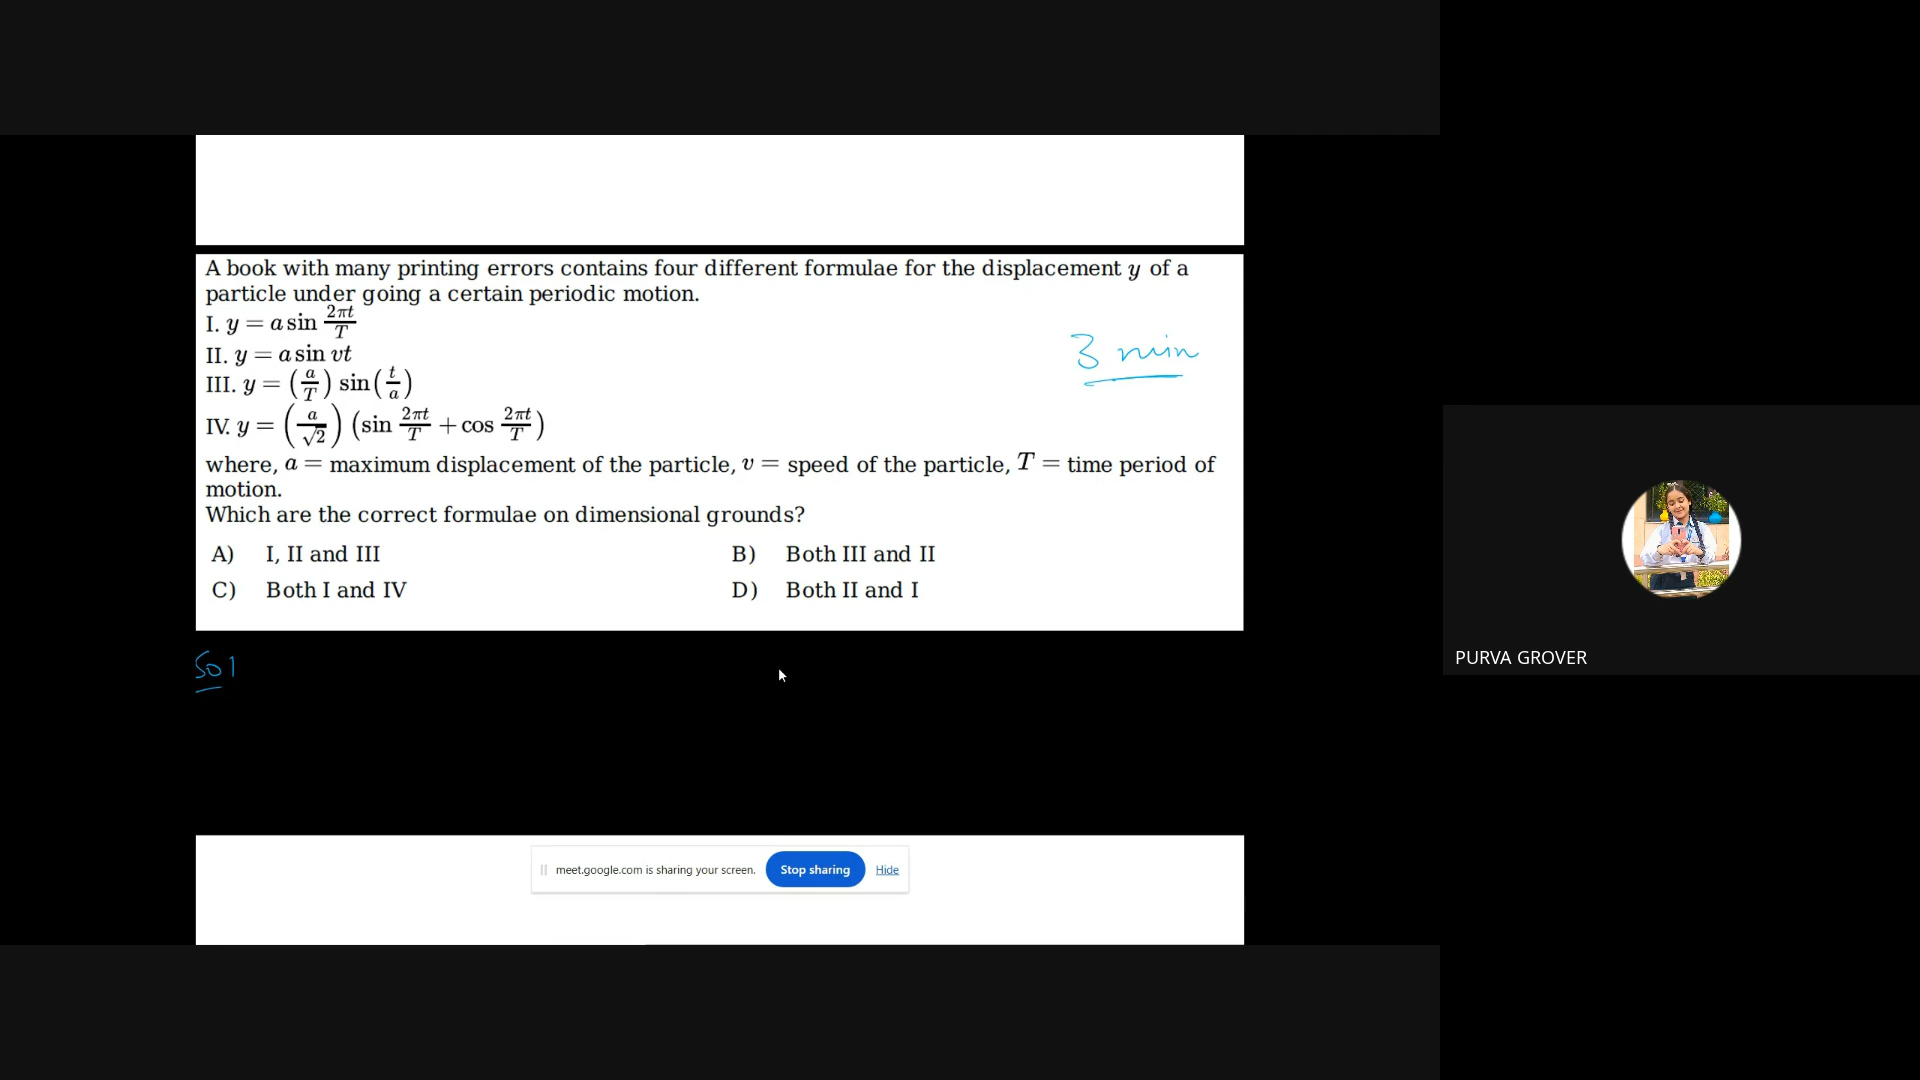 A book with many printing errors contains four different formulae for the displacement y of a
particle under going a certain periodic motion.
I. y = a sin 2πt/T
II. y = a sin vt
III. y = (a/T) sin(t/a)
IV. y = (a/√2) (sin 2πt/T + cos 2πt/T)
3 min
where, a = maximum displacement of the particle, v = speed of the particle, T = time period of
motion.
Which are the correct formulae on dimensional grounds?
A) I, II and III B) Both III and II
C) Both I and IV D) Both II and I
Sol
PURVA GROVER
meet.google.com is sharing your screen. Stop sharing Hide